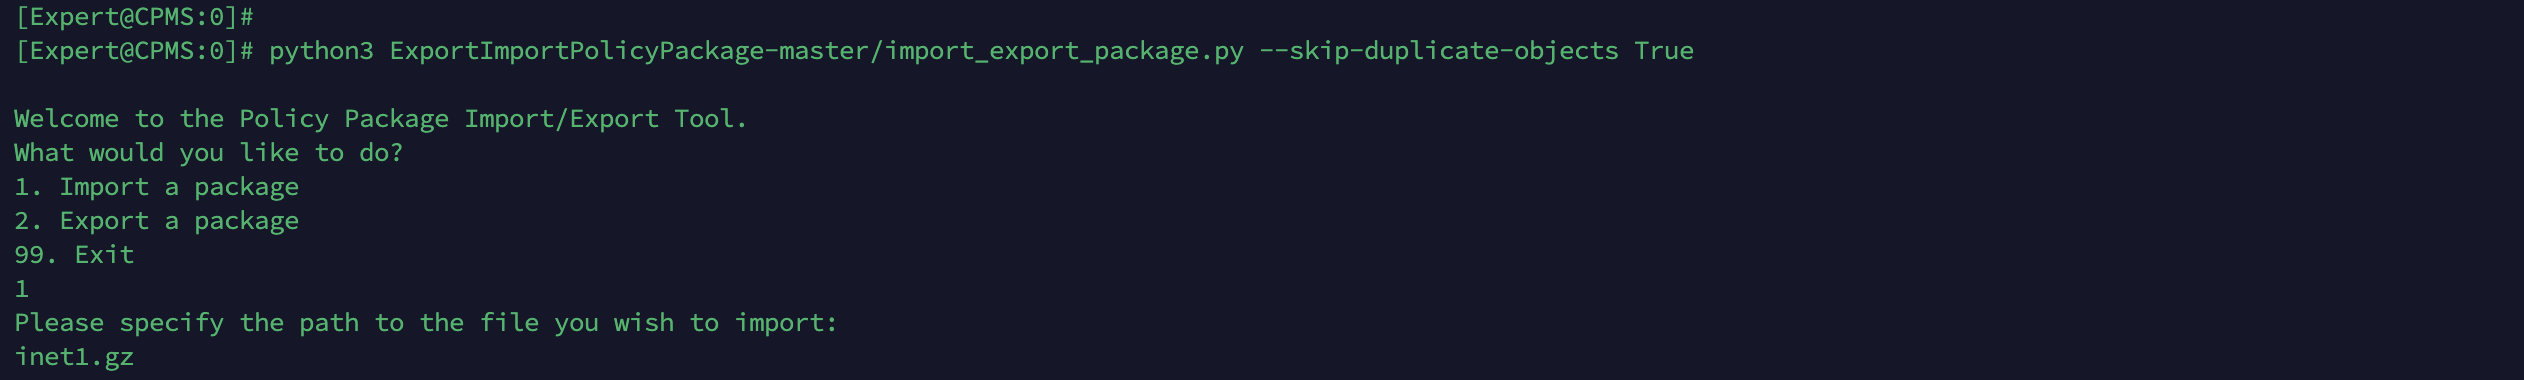 [Expert@CPMS:0]#
[Expert@CPMS:0]# python3 ExportImportPolicyPackage-master/import_export_package.py --skip-duplicate-objects True
Welcome to the Policy Package Import/Export Tool.
What would you like to do?
1. Import a package
2. Export a package
99. Exit
1
Please specify the path to the file you wish to import:
inet1.gz